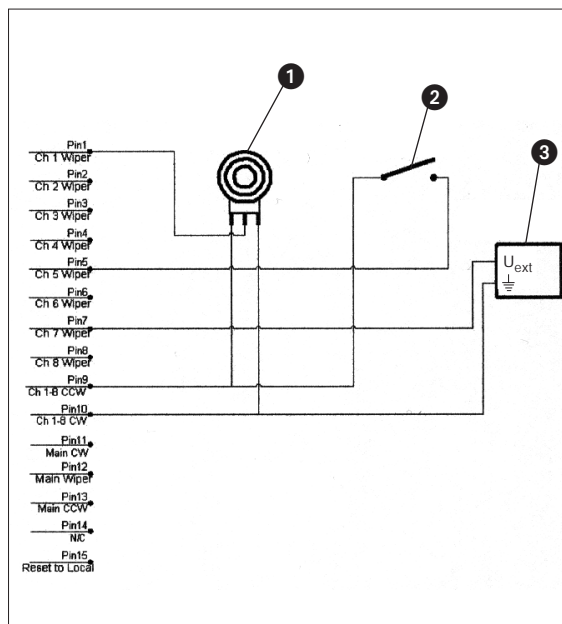 1
2
3
Pin1
Ch 1 Wiper
Pin2
Ch 2 Wiper
Pin3
Ch 3 Wiper
Pin4
Ch 4 Wiper
Pin5
Ch 5 Wiper
Pin6
Ch 6 Wiper
Pin7
Ch 7 Wiper
Pin8
Ch 8 Wiper
Pin9
Ch 1-8 CCW
Pin10
Ch 1-8 CW
Pin11
Main CW
Pin12
Main Wiper
Pin13
Main CCW
Pin14
N/C
Pin15
Reset to Local
Uext